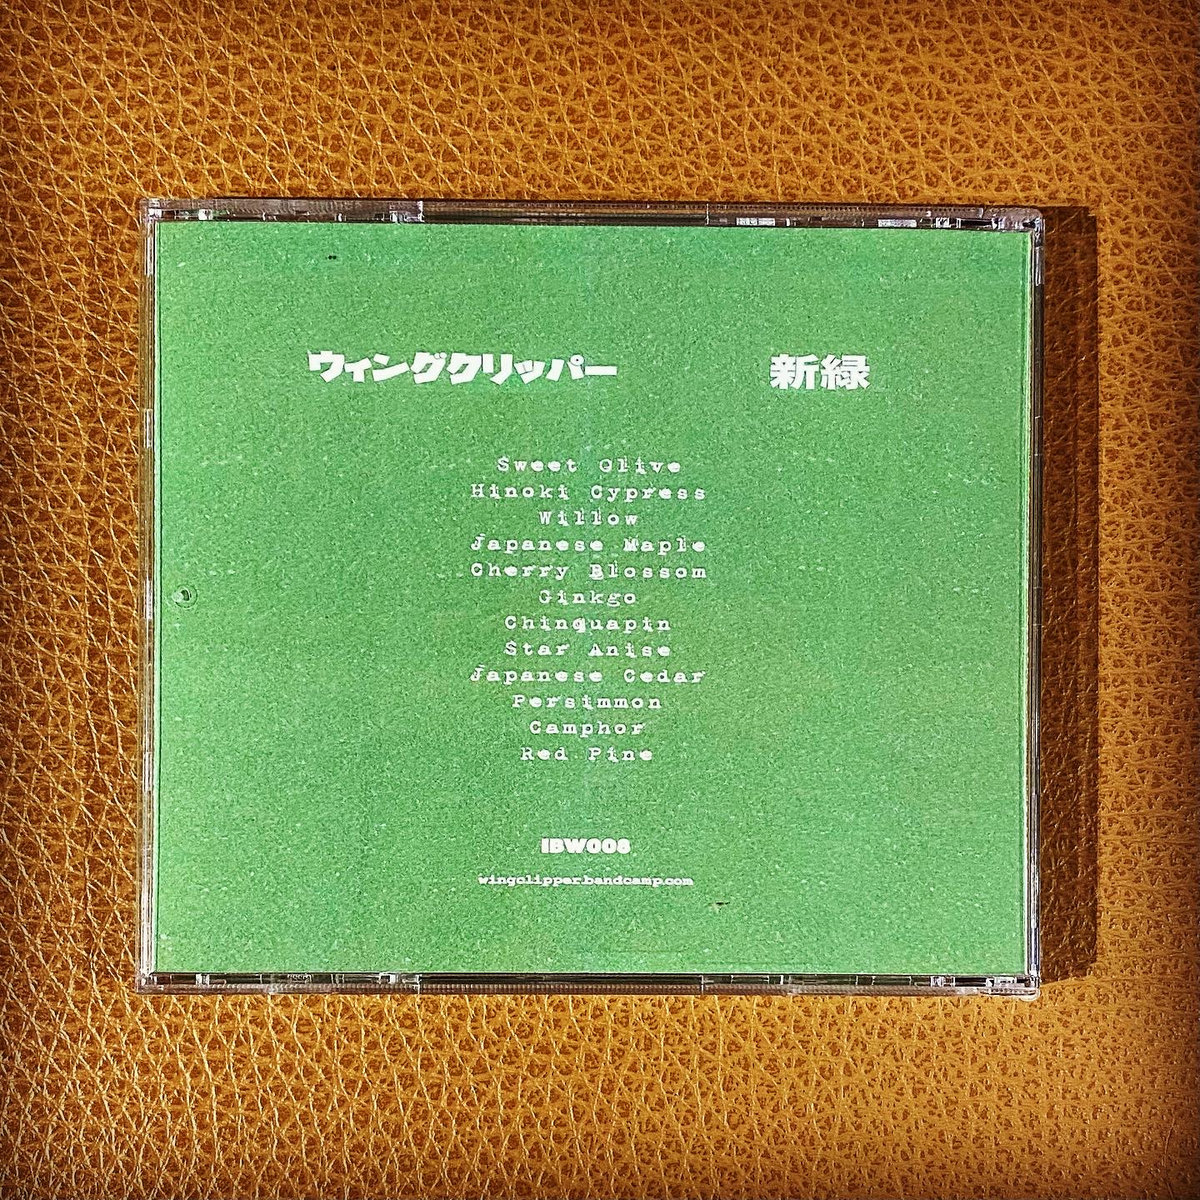 ウィングクリッパー 新緑
Sweet Olive
Hinoki Cypress
Willow
Japanese Maple
Cherry Blossom
Ginkgo
Chinquapin
Star Anise
Japanese Cedar
Persimmon
Camphor
Red Pine
IBW008
wingclipper.bandcamp.com